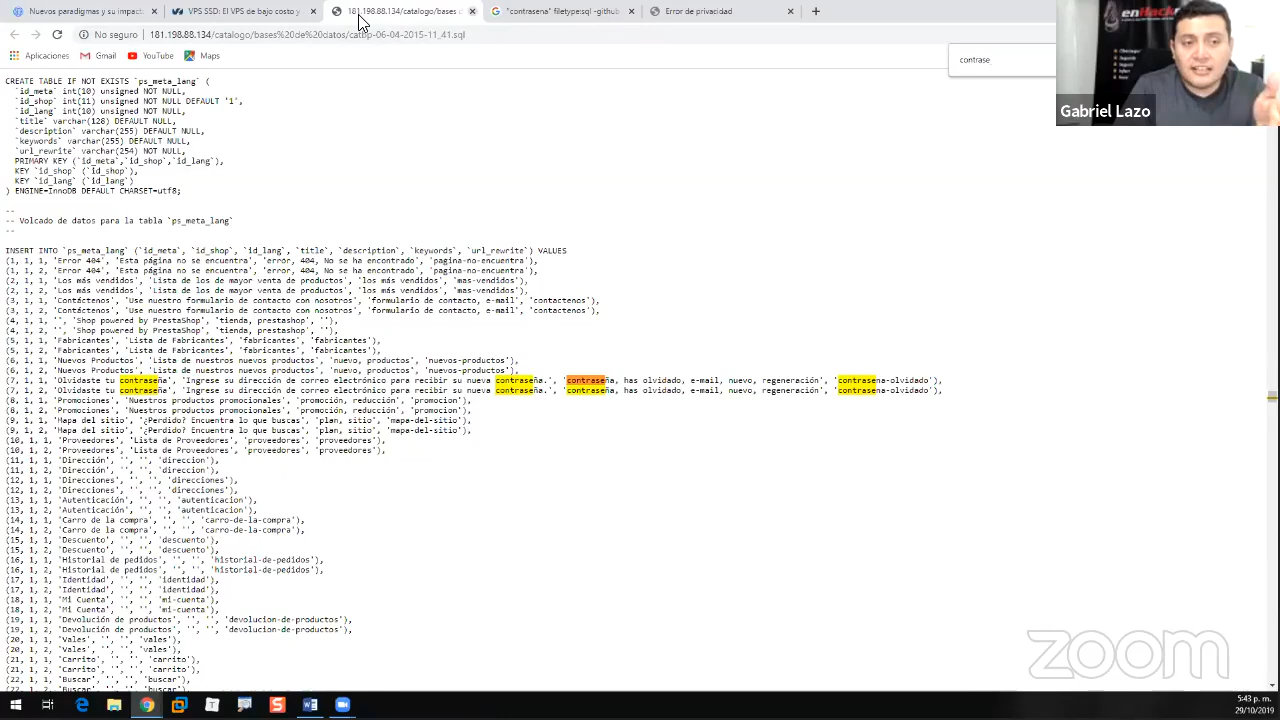 Nuevos paradigmas y su impacto
VPS SSD: El VPS de bajo costo y
181.198.88.134/catalogo/bases
"contrase" filetype:sql -github
Error de privacidad
No seguro
Aplicaciones
Gmail
YouTube
Maps
contrase
Gabriel Lazo
CREATE TABLE IF NOT EXISTS `ps_meta_lang` (
`id_meta` int(10) unsigned NOT NULL,
`id_shop` int(11) unsigned NOT NULL DEFAULT '1',
`id_lang` int(10) unsigned NOT NULL,
`title` varchar(128) DEFAULT NULL,
`description` varchar(255) DEFAULT NULL,
`keywords` varchar(255) DEFAULT NULL,
`url_rewrite` varchar(254) NOT NULL,
PRIMARY KEY (`id_meta`,`id_shop`,`id_lang`),
KEY `id_shop` (`id_shop`),
KEY `id_lang` (`id_lang`)
) ENGINE=InnoDB DEFAULT CHARSET=utf8;
--
-- Volcado de datos para la tabla `ps_meta_lang`
--
INSERT INTO `ps_meta_lang` (`id_meta`, `id_shop`, `id_lang`, `title`, `description`, `keywords`, `url_rewrite`) VALUES
(1, 1, 1, 'Error 404', 'Esta página no se encuentra', 'error, 404, No se ha encontrado', 'pagina-no-encuentra'),
(1, 1, 2, 'Error 404', 'Esta página no se encuentra', 'error, 404, No se ha encontrado', 'pagina-no-encuentra'),
(2, 1, 1, 'Los más vendidos', 'Lista de los de mayor venta de productos', 'los más vendidos', 'mas-vendidos'),
(2, 1, 2, 'Los más vendidos', 'Lista de los de mayor venta de productos', 'los más vendidos', 'mas-vendidos'),
(3, 1, 1, 'Contáctenos', 'Use nuestro formulario de contacto con nosotros', 'formulario de contacto, e-mail', 'contactenos'),
(3, 1, 2, 'Contáctenos', 'Use nuestro formulario de contacto con nosotros', 'formulario de contacto, e-mail', 'contactenos'),
(4, 1, 1, '', 'Shop powered by PrestaShop', 'tienda, prestashop', ''),
(4, 1, 2, '', 'Shop powered by PrestaShop', 'tienda, prestashop', ''),
(5, 1, 1, 'Fabricantes', 'Lista de Fabricantes', 'fabricantes', 'fabricantes'),
(5, 1, 2, 'Fabricantes', 'Lista de Fabricantes', 'fabricantes', 'fabricantes'),
(6, 1, 1, 'Nuevos Productos', 'Lista de nuestros nuevos productos', 'nuevo, productos', 'nuevos-productos'),
(6, 1, 2, 'Nuevos Productos', 'Lista de nuestros nuevos productos', 'nuevo, productos', 'nuevos-productos'),
(7, 1, 1, 'Olvidaste tu contraseña', 'Ingrese su dirección de correo electrónico para recibir su nueva contraseña.', 'contraseña, has olvidado, e-mail, nuevo, regeneración', 'contrasena-olvidado'),
(7, 1, 2, 'Olvidaste tu contraseña', 'Ingrese su dirección de correo electrónico para recibir su nueva contraseña.', 'contraseña, has olvidado, e-mail, nuevo, regeneración', 'contrasena-olvidado'),
(8, 1, 1, 'Promociones', 'Nuestros productos promocionales', 'promoción, reducción', 'promocion'),
(8, 1, 2, 'Promociones', 'Nuestros productos promocionales', 'promoción, reducción', 'promocion'),
(9, 1, 1, 'Mapa del sitio', '¿Perdido? Encuentra lo que buscas', 'plan, sitio', 'mapa-del-sitio'),
(9, 1, 2, 'Mapa del sitio', '¿Perdido? Encuentra lo que buscas', 'plan, sitio', 'mapa-del-sitio'),
(10, 1, 1, 'Proveedores', 'Lista de Proveedores', 'proveedores', 'proveedores'),
(10, 1, 2, 'Proveedores', 'Lista de Proveedores', 'proveedores', 'proveedores'),
(11, 1, 1, 'Dirección', '', '', 'direccion'),
(11, 1, 2, 'Dirección', '', '', 'direccion'),
(12, 1, 1, 'Direcciones', '', '', 'direcciones'),
(12, 1, 2, 'Direcciones', '', '', 'direcciones'),
(13, 1, 1, 'Autenticación', '', '', 'autenticacion'),
(13, 1, 2, 'Autenticación', '', '', 'autenticacion'),
(14, 1, 1, 'Carro de la compra', '', '', 'carro-de-la-compra'),
(14, 1, 2, 'Carro de la compra', '', '', 'carro-de-la-compra'),
(15, 1, 1, 'Descuento', '', '', 'descuento'),
(15, 1, 2, 'Descuento', '', '', 'descuento'),
(16, 1, 1, 'Historial de pedidos', '', '', 'historial-de-pedidos'),
(16, 1, 2, 'Historial de pedidos', '', '', 'historial-de-pedidos'),
(17, 1, 1, 'Identidad', '', '', 'identidad'),
(17, 1, 2, 'Identidad', '', '', 'identidad'),
(18, 1, 1, 'Mi Cuenta', '', '', 'mi-cuenta'),
(18, 1, 2, 'Mi Cuenta', '', '', 'mi-cuenta'),
(19, 1, 1, 'Devolución de productos', '', '', 'devolucion-de-productos'),
(19, 1, 2, 'Devolución de productos', '', '', 'devolucion-de-productos'),
(20, 1, 1, 'Vales', '', '', 'vales'),
(20, 1, 2, 'Vales', '', '', 'vales'),
(21, 1, 1, 'Carrito', '', '', 'carrito'),
(21, 1, 2, 'Carrito', '', '', 'carrito'),
(22, 1, 1, 'Buscar', '', '', 'buscar'),
(22, 1, 2, 'Buscar', '', '', 'buscar'),
zoom
5:43 p. m.
29/10/2019